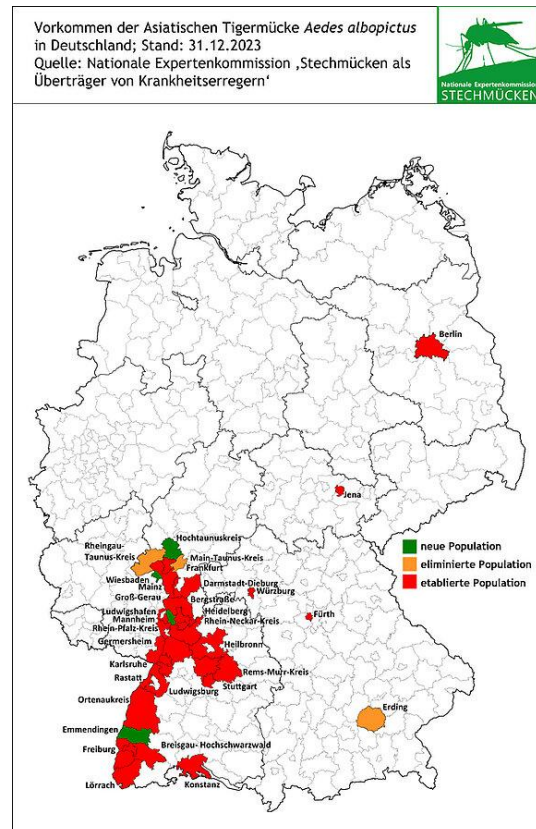 Vorkommen der Asiatischen Tigermücke Aedes albopictus
in Deutschland; Stand: 31.12.2023
Quelle: Nationale Expertenkommission ‚Stechmücken als
Überträger von Krankheitserregern‘
Nationale Expertenkommission
STECHMÜCKEN
Berlin
Jena
neue Population
eliminierte Population
etablierte Population
Hochtaunuskreis
Rheingau-
Taunus-Kreis
Main-Taunus-Kreis
Frankfurt
Wiesbaden
Mainz
Darmstadt-Dieburg
Würzburg
Groß-Gerau
Bergstraße
Ludwigshafen
Heidelberg
Fürth
Mannheim
Rhein-Neckar-Kreis
Rhein-Pfalz-Kreis
Germersheim
Heilbronn
Karlsruhe
Rems-Murr-Kreis
Rastatt
Stuttgart
Ludwigsburg
Ortenaukreis
Erding
Emmendingen
Freiburg
Breisgau- Hochschwarzwald
Lörrach
Konstanz